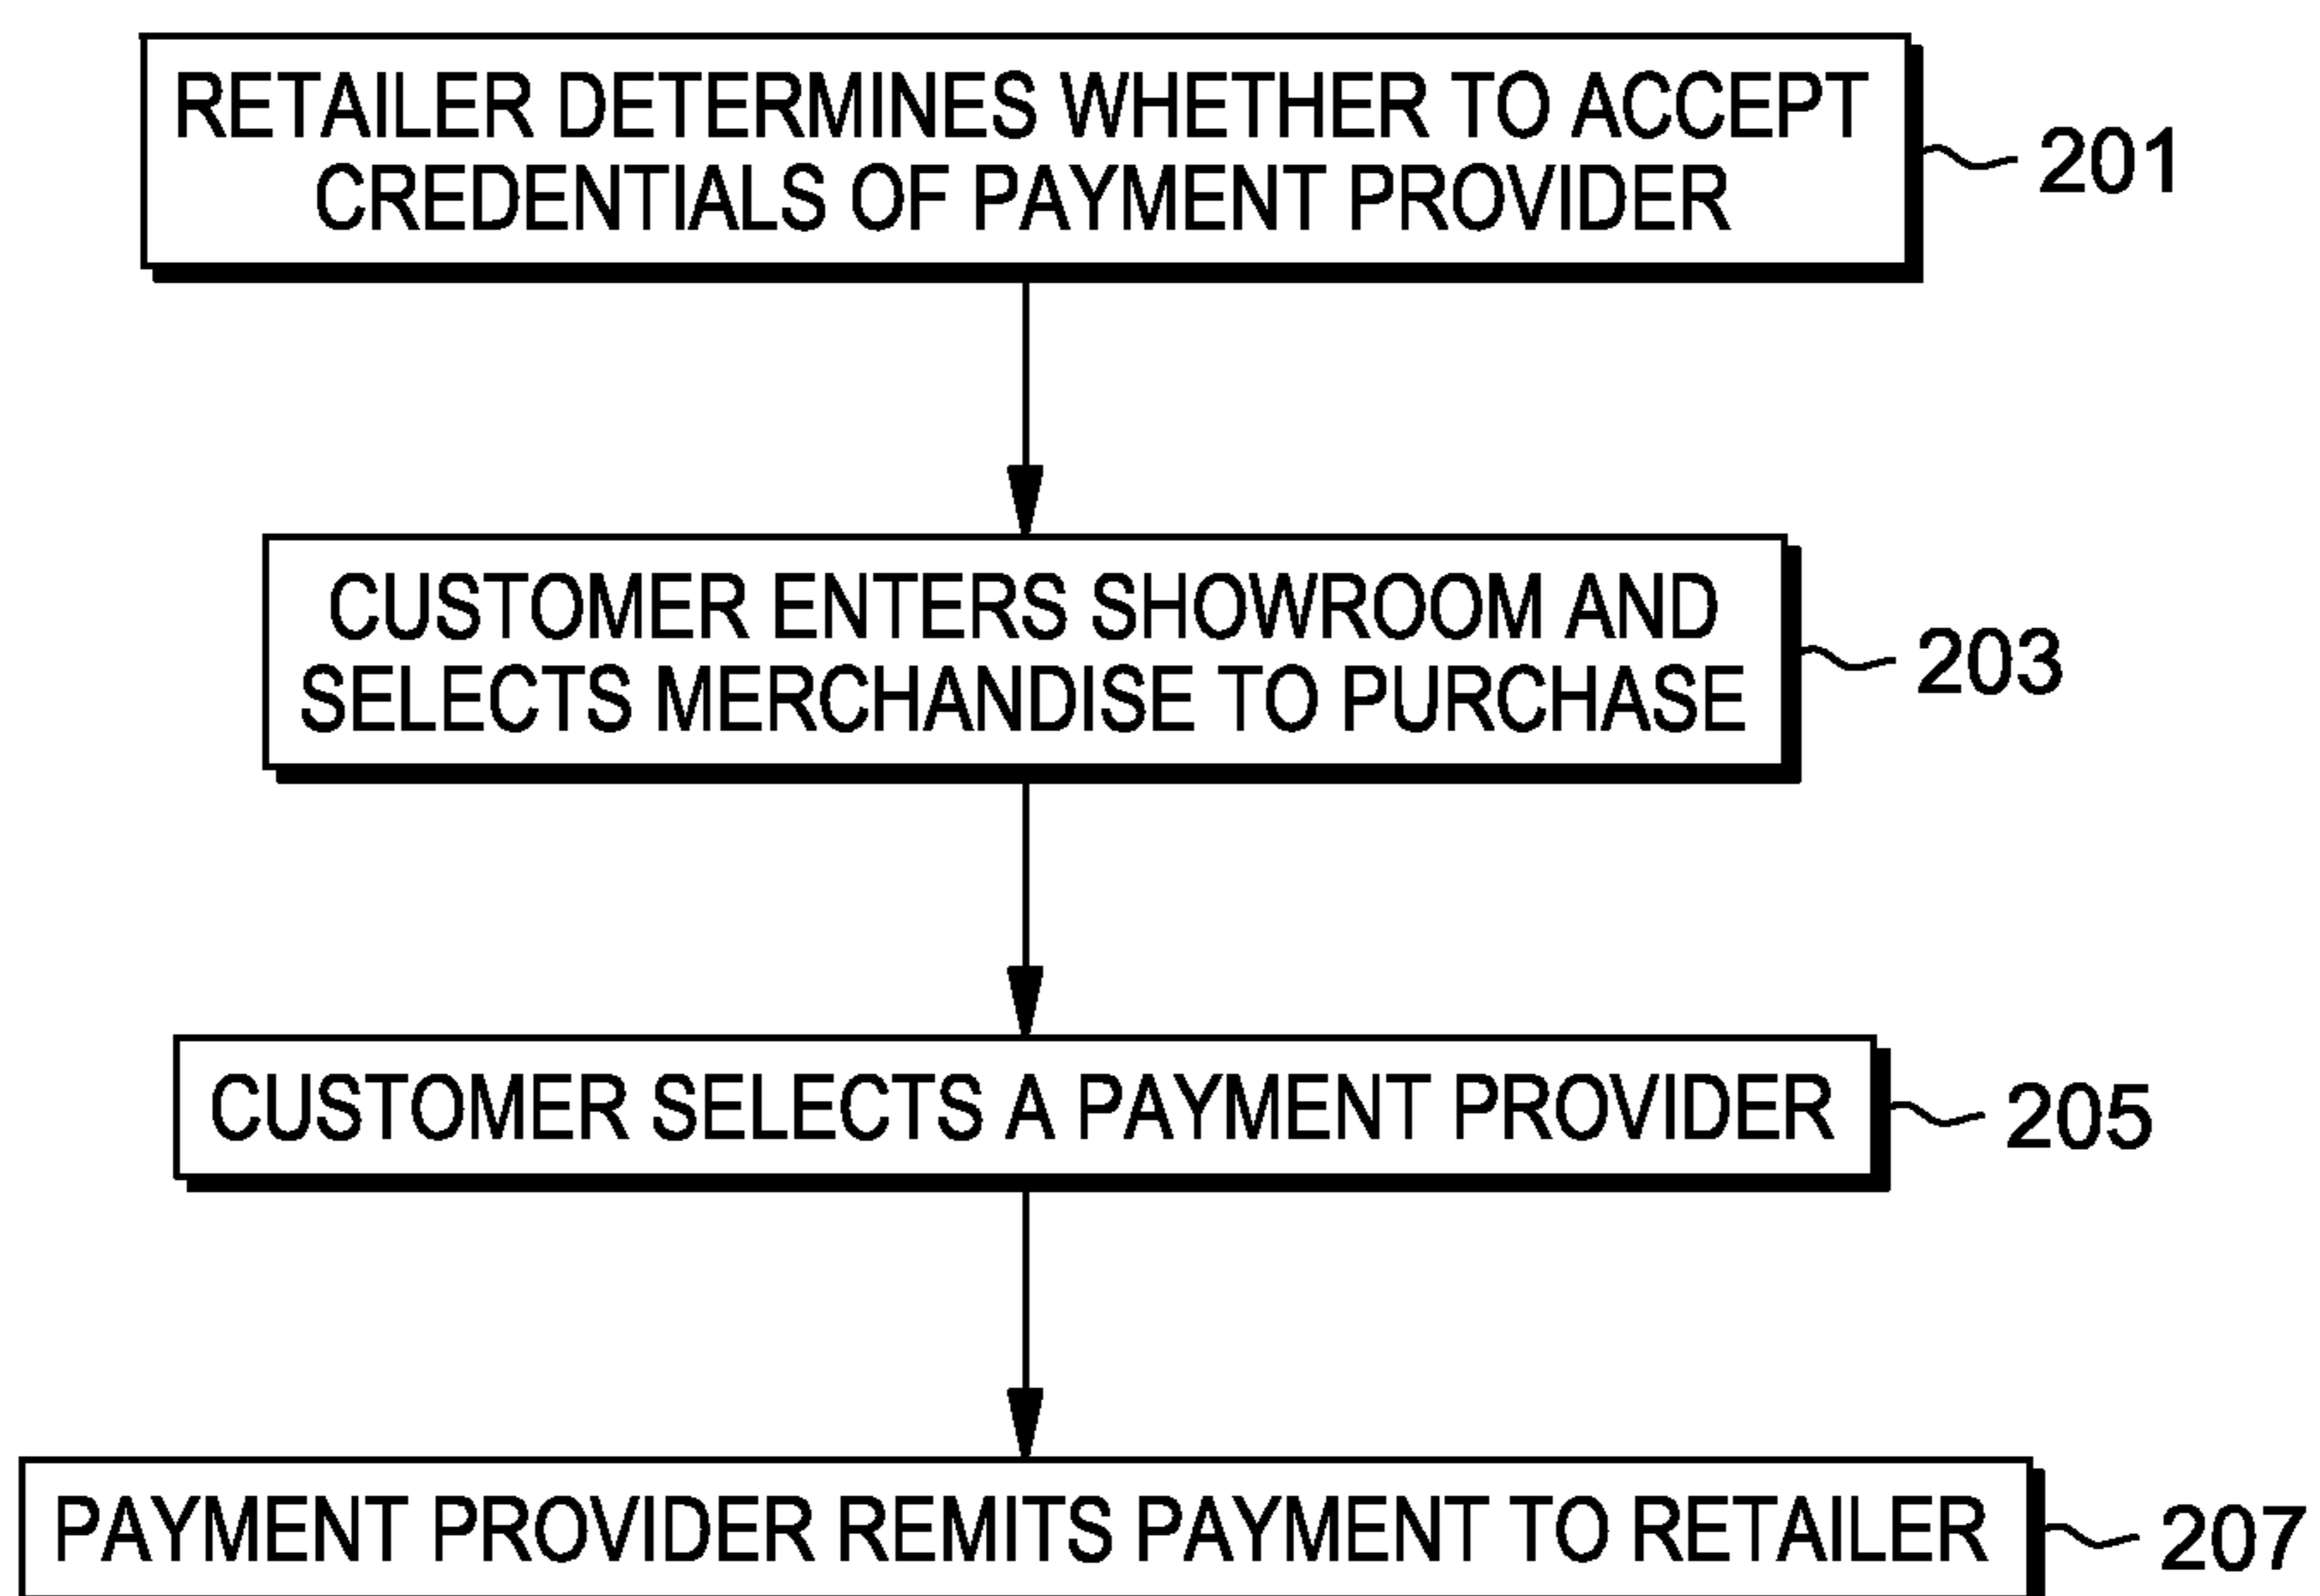 RETAILER DETERMINES WHETHER TO ACCEPT
CREDENTIALS OF PAYMENT PROVIDER
201
CUSTOMER ENTERS SHOWROOM AND
SELECTS MERCHANDISE TO PURCHASE
203
CUSTOMER SELECTS A PAYMENT PROVIDER
205
PAYMENT PROVIDER REMITS PAYMENT TO RETAILER
207